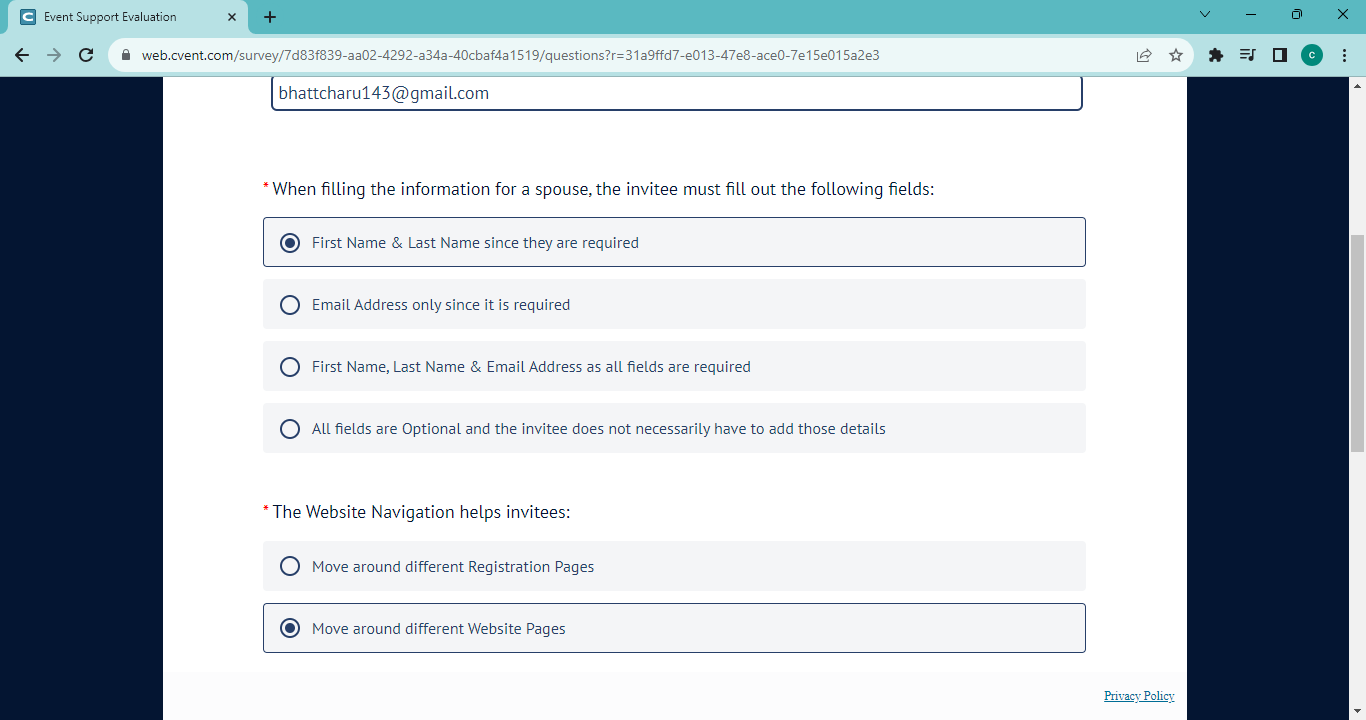 Event Support Evaluation
web.cvent.com/survey/7d83f839-aa02-4292-a34a-40cbaf4a1519/questions?r=31a9ffd7-e013-47e8-ace0-7e15e015a2e3
C
bhattcharu143@gmail.com
* When filling the information for a spouse, the invitee must fill out the following fields:
First Name & Last Name since they are required
Email Address only since it is required
First Name, Last Name & Email Address as all fields are required
All fields are Optional and the invitee does not necessarily have to add those details
* The Website Navigation helps invitees:
Move around different Registration Pages
Move around different Website Pages
Privacy Policy